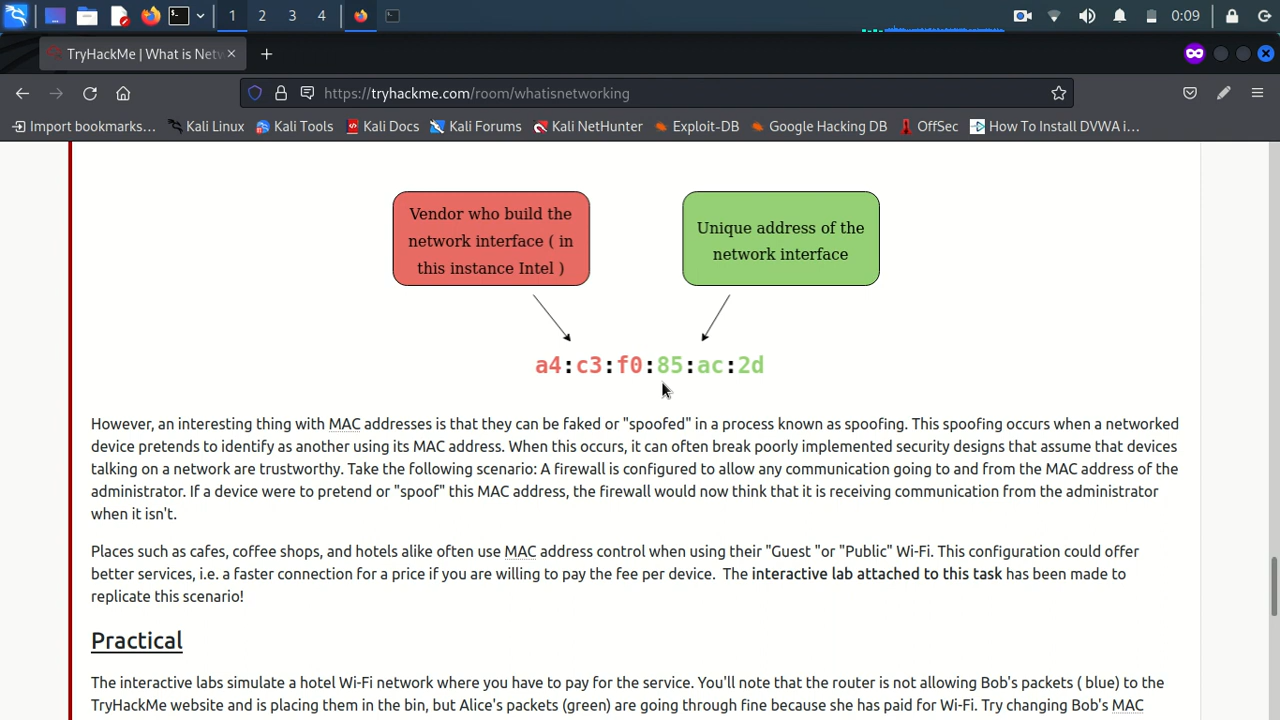 1 2 3 4 0:09
TryHackMe | What is Netw
https://tryhackme.com/room/whatisnetworking
Import bookmarks… Kali Linux Kali Tools Kali Docs Kali Forums Kali NetHunter Exploit-DB Google Hacking DB OffSec How To Install DVWA i…
Vendor who build the
network interface ( in
this instance Intel )
Unique address of the
network interface
a4:c3:f0:85:ac:2d
However, an interesting thing with MAC addresses is that they can be faked or "spoofed" in a process known as spoofing. This spoofing occurs when a networked
device pretends to identify as another using its MAC address. When this occurs, it can often break poorly implemented security designs that assume that devices
talking on a network are trustworthy. Take the following scenario: A firewall is configured to allow any communication going to and from the MAC address of the
administrator. If a device were to pretend or "spoof" this MAC address, the firewall would now think that it is receiving communication from the administrator
when it isn't.
Places such as cafes, coffee shops, and hotels alike often use MAC address control when using their "Guest "or "Public" Wi-Fi. This configuration could offer
better services, i.e. a faster connection for a price if you are willing to pay the fee per device.  The interactive lab attached to this task has been made to
replicate this scenario!
Practical
The interactive labs simulate a hotel Wi-Fi network where you have to pay for the service. You'll note that the router is not allowing Bob's packets ( blue) to the
TryHackMe website and is placing them in the bin, but Alice's packets (green) are going through fine because she has paid for Wi-Fi. Try changing Bob's MAC